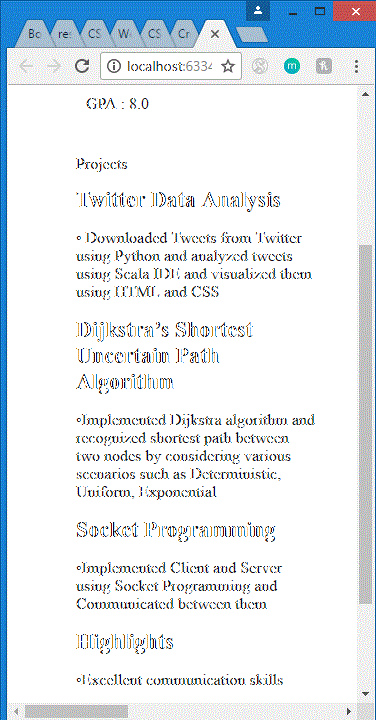 Bc res CS We CS Cr
localhost:6334
GPA : 8.0
Projects
Twitter Data Analysis
◦ Downloaded Tweets from Twitter
using Python and analyzed tweets
using Scala IDE and visualized them
using HTML and CSS
Dijkstra's Shortest
Uncertain Path
Algorithm
◦Implemented Dijkstra algorithm and
recognized shortest path between
two nodes by considering various
scenarios such as Deterministic,
Uniform, Exponential
Socket Programming
◦Implemented Client and Server
using Socket Programming and
Communicated between them
Highlights
◦Excellent communication skills